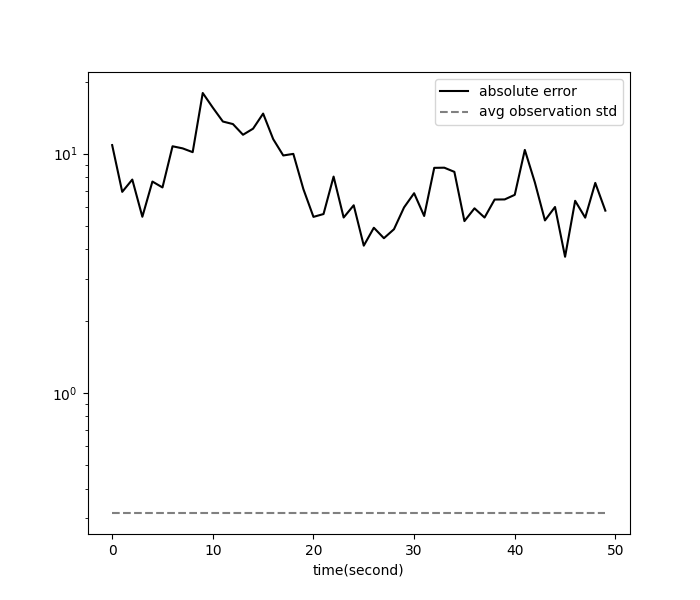 absolute error
avg observation std
10¹
10⁰
0 10 20 30 40 50
time(second)